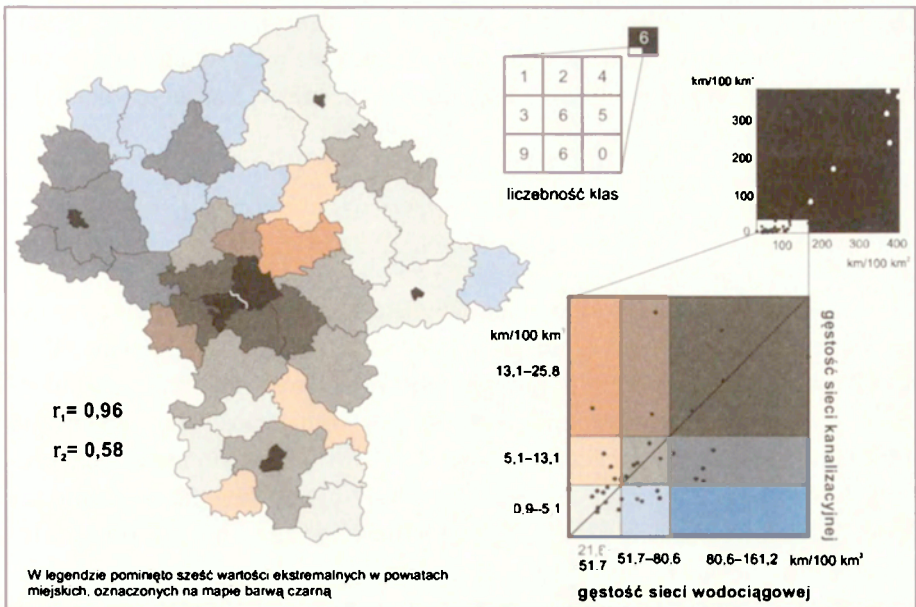 6
1 2 4
3 6 5
9 6 0
liczebność klas
km/100 km²
300
200
100
0
100 200 300 400
km/100 km²
km/100 km²
13,1–25,8
5,1–13,1
0,9–5,1
51,7
51,7–80,6
80,6–161,2
km/100 km²
gęstość sieci wodociągowej
gęstość sieci kanalizacyjnej
r₁= 0,96
r₂= 0,58
W legendzie pominięto sześć wartości ekstremalnych w powiatach
miejskich, oznaczonych na mapie barwą czarną